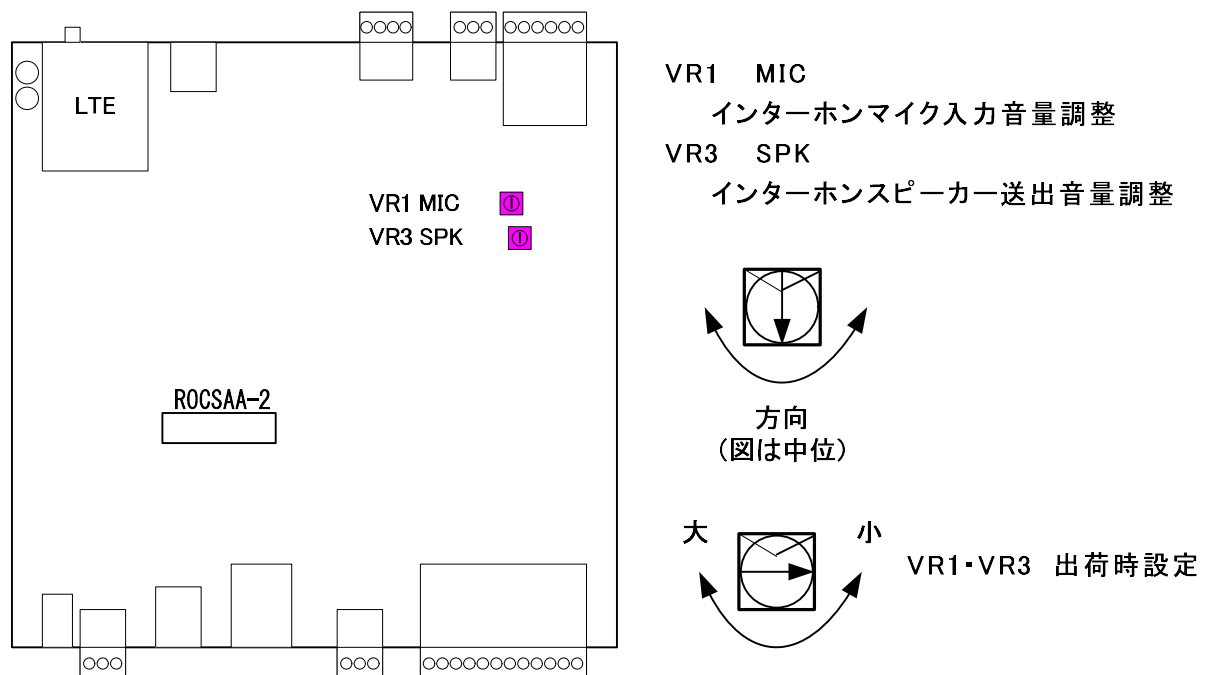 LTE
VR1 MIC
VR3 SPK
ROCSAA-2
VR1 MIC
インターホンマイク入力音量調整
VR3 SPK
インターホンスピーカー送出音量調整
方向
(図は中位)
大 小
VR1・VR3 出荷時設定